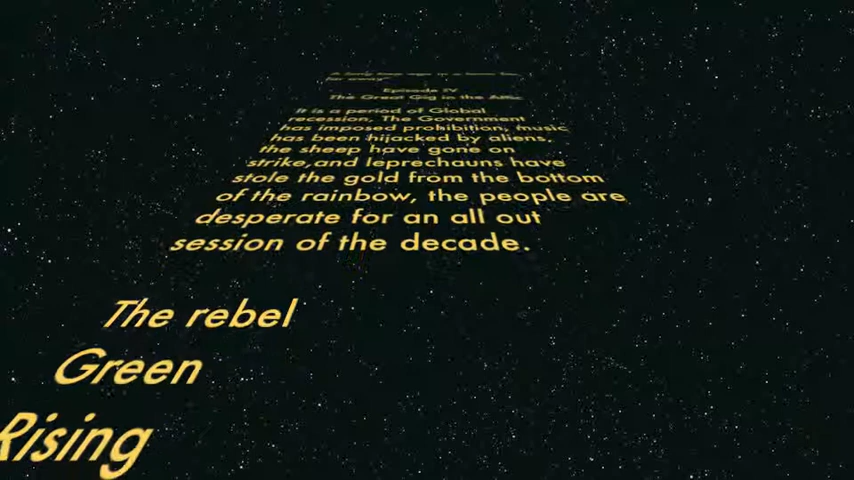 far away
Episode IV
The Great Gig in the Attic
It is a period of Global
recession, The Government
has imposed prohibition, music
has been hijacked by aliens,
the sheep have gone on
strike,and leprechauns have
stole the gold from the bottom
of the rainbow, the people are
desperate for an all out
session of the decade.
The rebel
Green
Rising